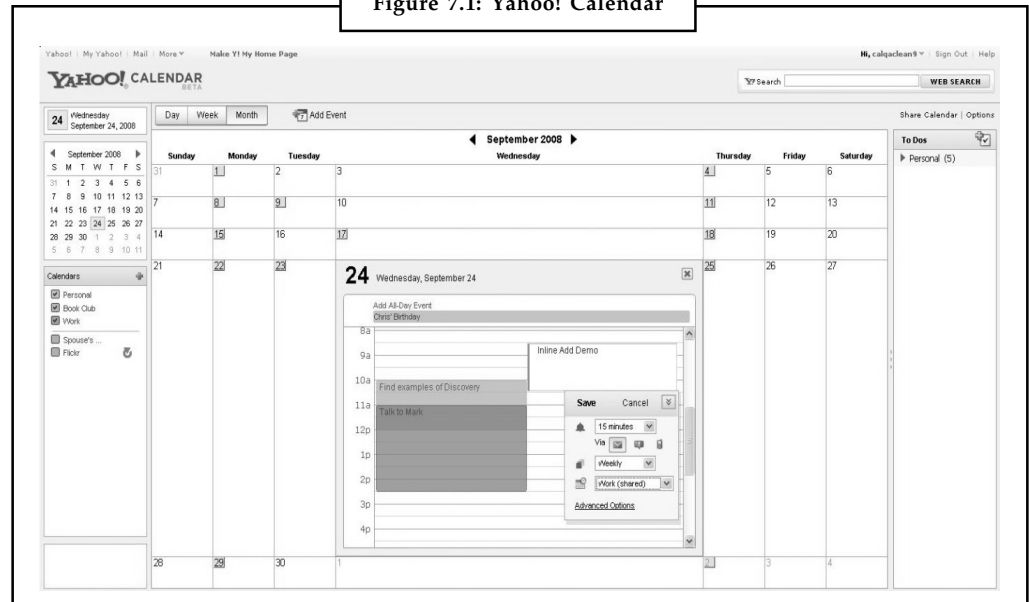 Figure 7.1: Yahoo! Calendar
Yahoo! | My Yahoo! | Mail | More Make Y! My Home Page
Hi, calqaclean9 | Sign Out | Help
YAHOO! CALENDAR
BETA
Y! Search WEB SEARCH
24 Wednesday
September 24, 2008
Day Week Month Add Event
Share Calendar | Options
September 2008
To Dos
Personal (5)
Sunday Monday Tuesday Wednesday Thursday Friday Saturday
September 2008
S M T W T F S
31 1 2 3 4 5 6
7 8 9 10 11 12 13
14 15 16 17 18 19 20
21 22 23 24 25 26 27
28 29 30 1 2 3 4
5 6 7 8 9 10 11
Calendars
Personal
Book Club
Work
Spouse's ...
Flickr
31 1 2 3 4 5 6
7 8 9 10 11 12 13
14 15 16 17 18 19 20
21 22 23 25 26 27
24 Wednesday, September 24
Add All-Day Event
Chris' Birthday
8a
9a
Inline Add Demo
10a
Find examples of Discovery
11a
Talk to Mark
12p
1p
2p
3p
4p
Save Cancel
15 minutes
Via
Weekly
Work (shared)
Advanced Options
28 29 30 1 2 3 4